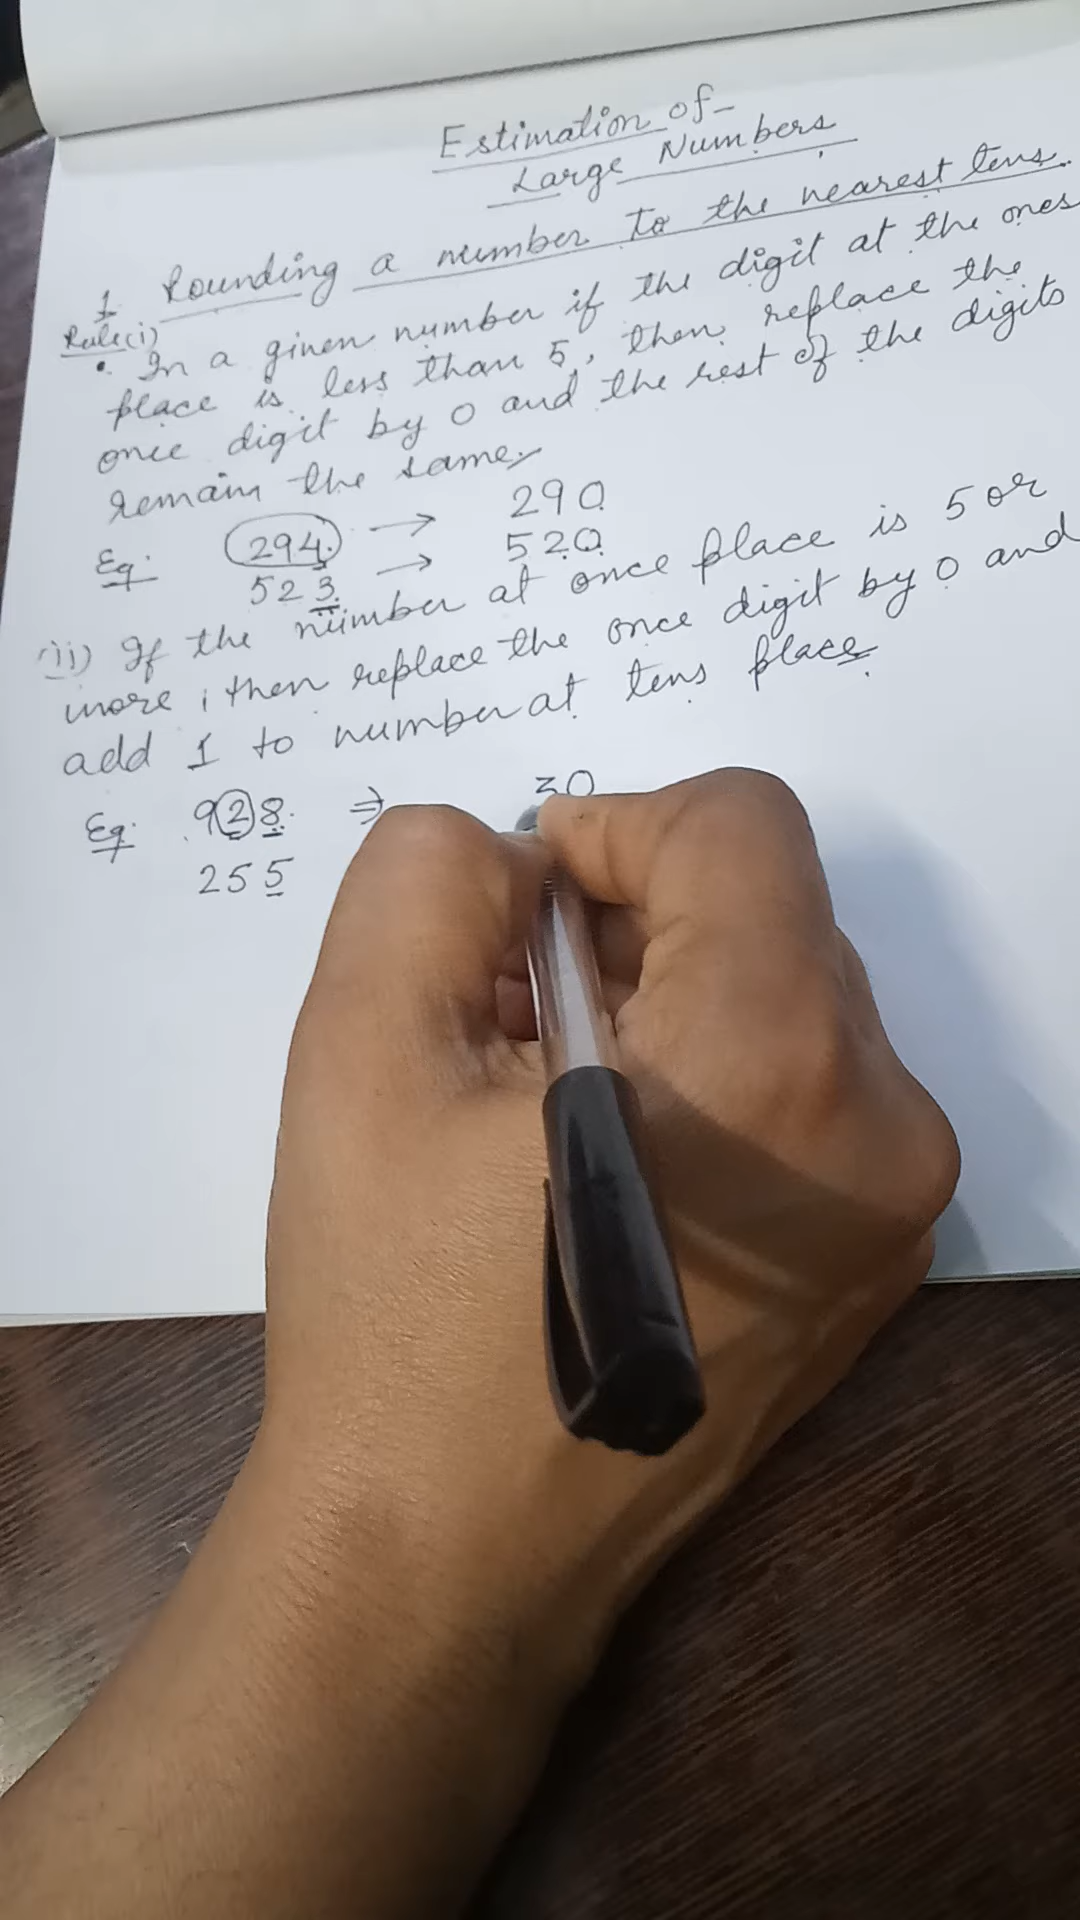 Estimation of
Large Numbers
1. Rounding a number to the nearest tens.
Rule(i)
• In a given number if the digit at the ones
place is less than 5, then replace the
once digit by 0 and the rest of the digits
remain the same.
Eg: 294. → 290
523. → 520
(ii) If the number at once place is 5 or
more, then replace the once digit by 0 and
add 1 to number at tens place
Eg: 928. ⇒ 30
255